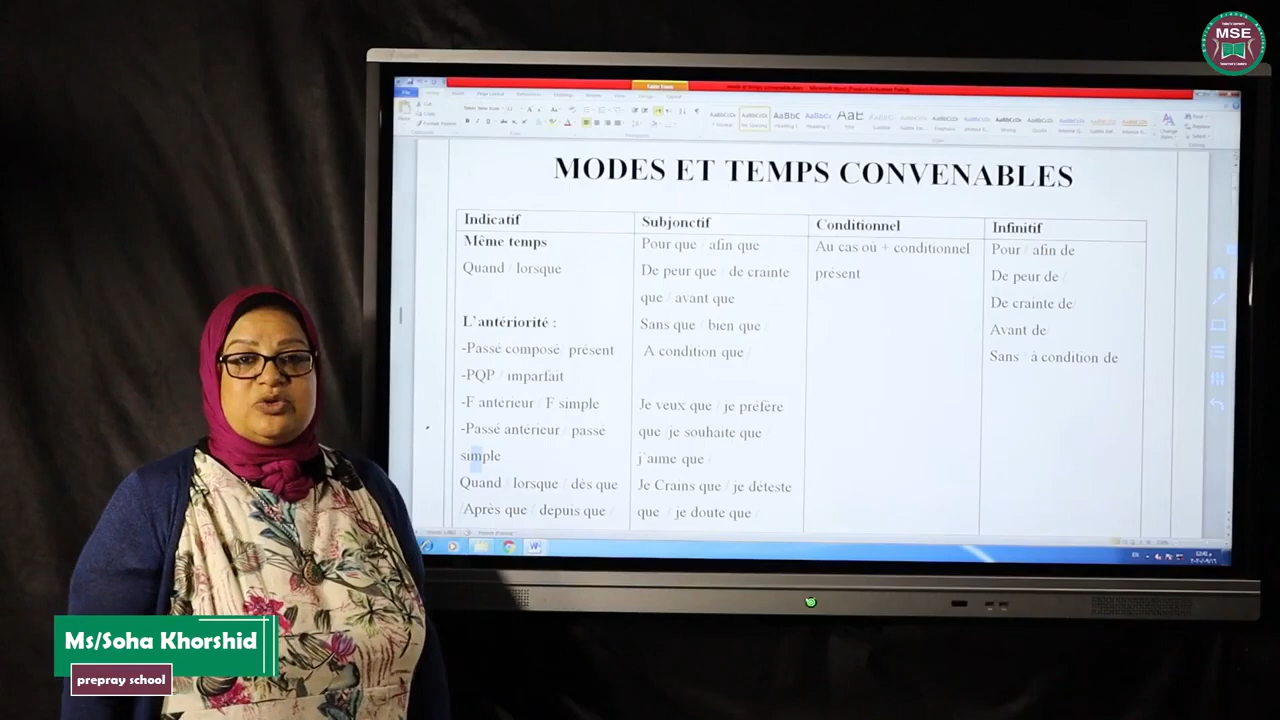 MSE
MODES ET TEMPS CONVENABLES
Indicatif
Même temps
Quand / lorsque
L'antériorité :
-Passé composé/ présent
-PQP / imparfait
-F antérieur / F simple
-Passé antérieur / passé
simple
Quand / lorsque / dès que
/Après que / depuis que /
Subjonctif
Pour que / afin que
De peur que / de crainte
que / avant que
Sans que / bien que /
A condition que /
Je veux que / je préfère
que /je souhaite que /
j'aime que /
Je Crains que / je déteste
que / je doute que /
Conditionnel
Au cas où + conditionnel
présent
Infinitif
Pour / afin de
De peur de /
De crainte de/
Avant de/
Sans / à condition de
EN
Ms/Soha Khorshid
prepray school